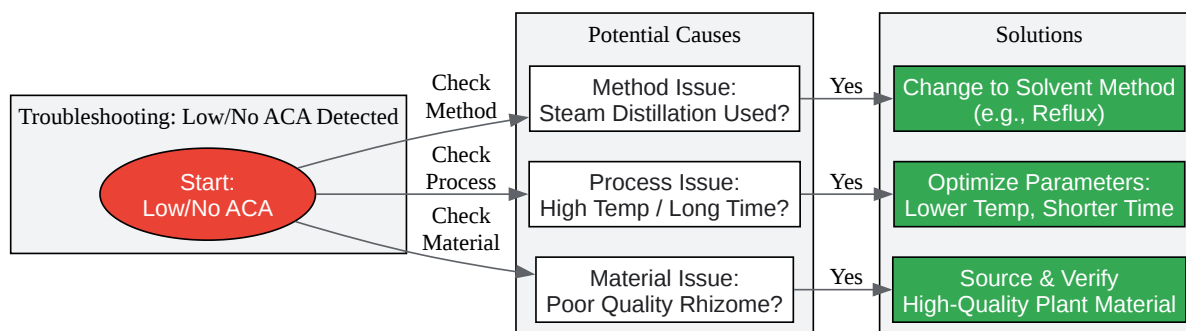 Troubleshooting: Low/No ACA Detected
Start:
Low/No ACA
Check
Method
Check
Process
Check
Material
Potential Causes
Method Issue:
Steam Distillation Used?
Process Issue:
High Temp / Long Time?
Material Issue:
Poor Quality Rhizome?
Yes
Yes
Yes
Solutions
Change to Solvent Method
(e.g., Reflux)
Optimize Parameters:
Lower Temp, Shorter Time
Source & Verify
High-Quality Plant Material